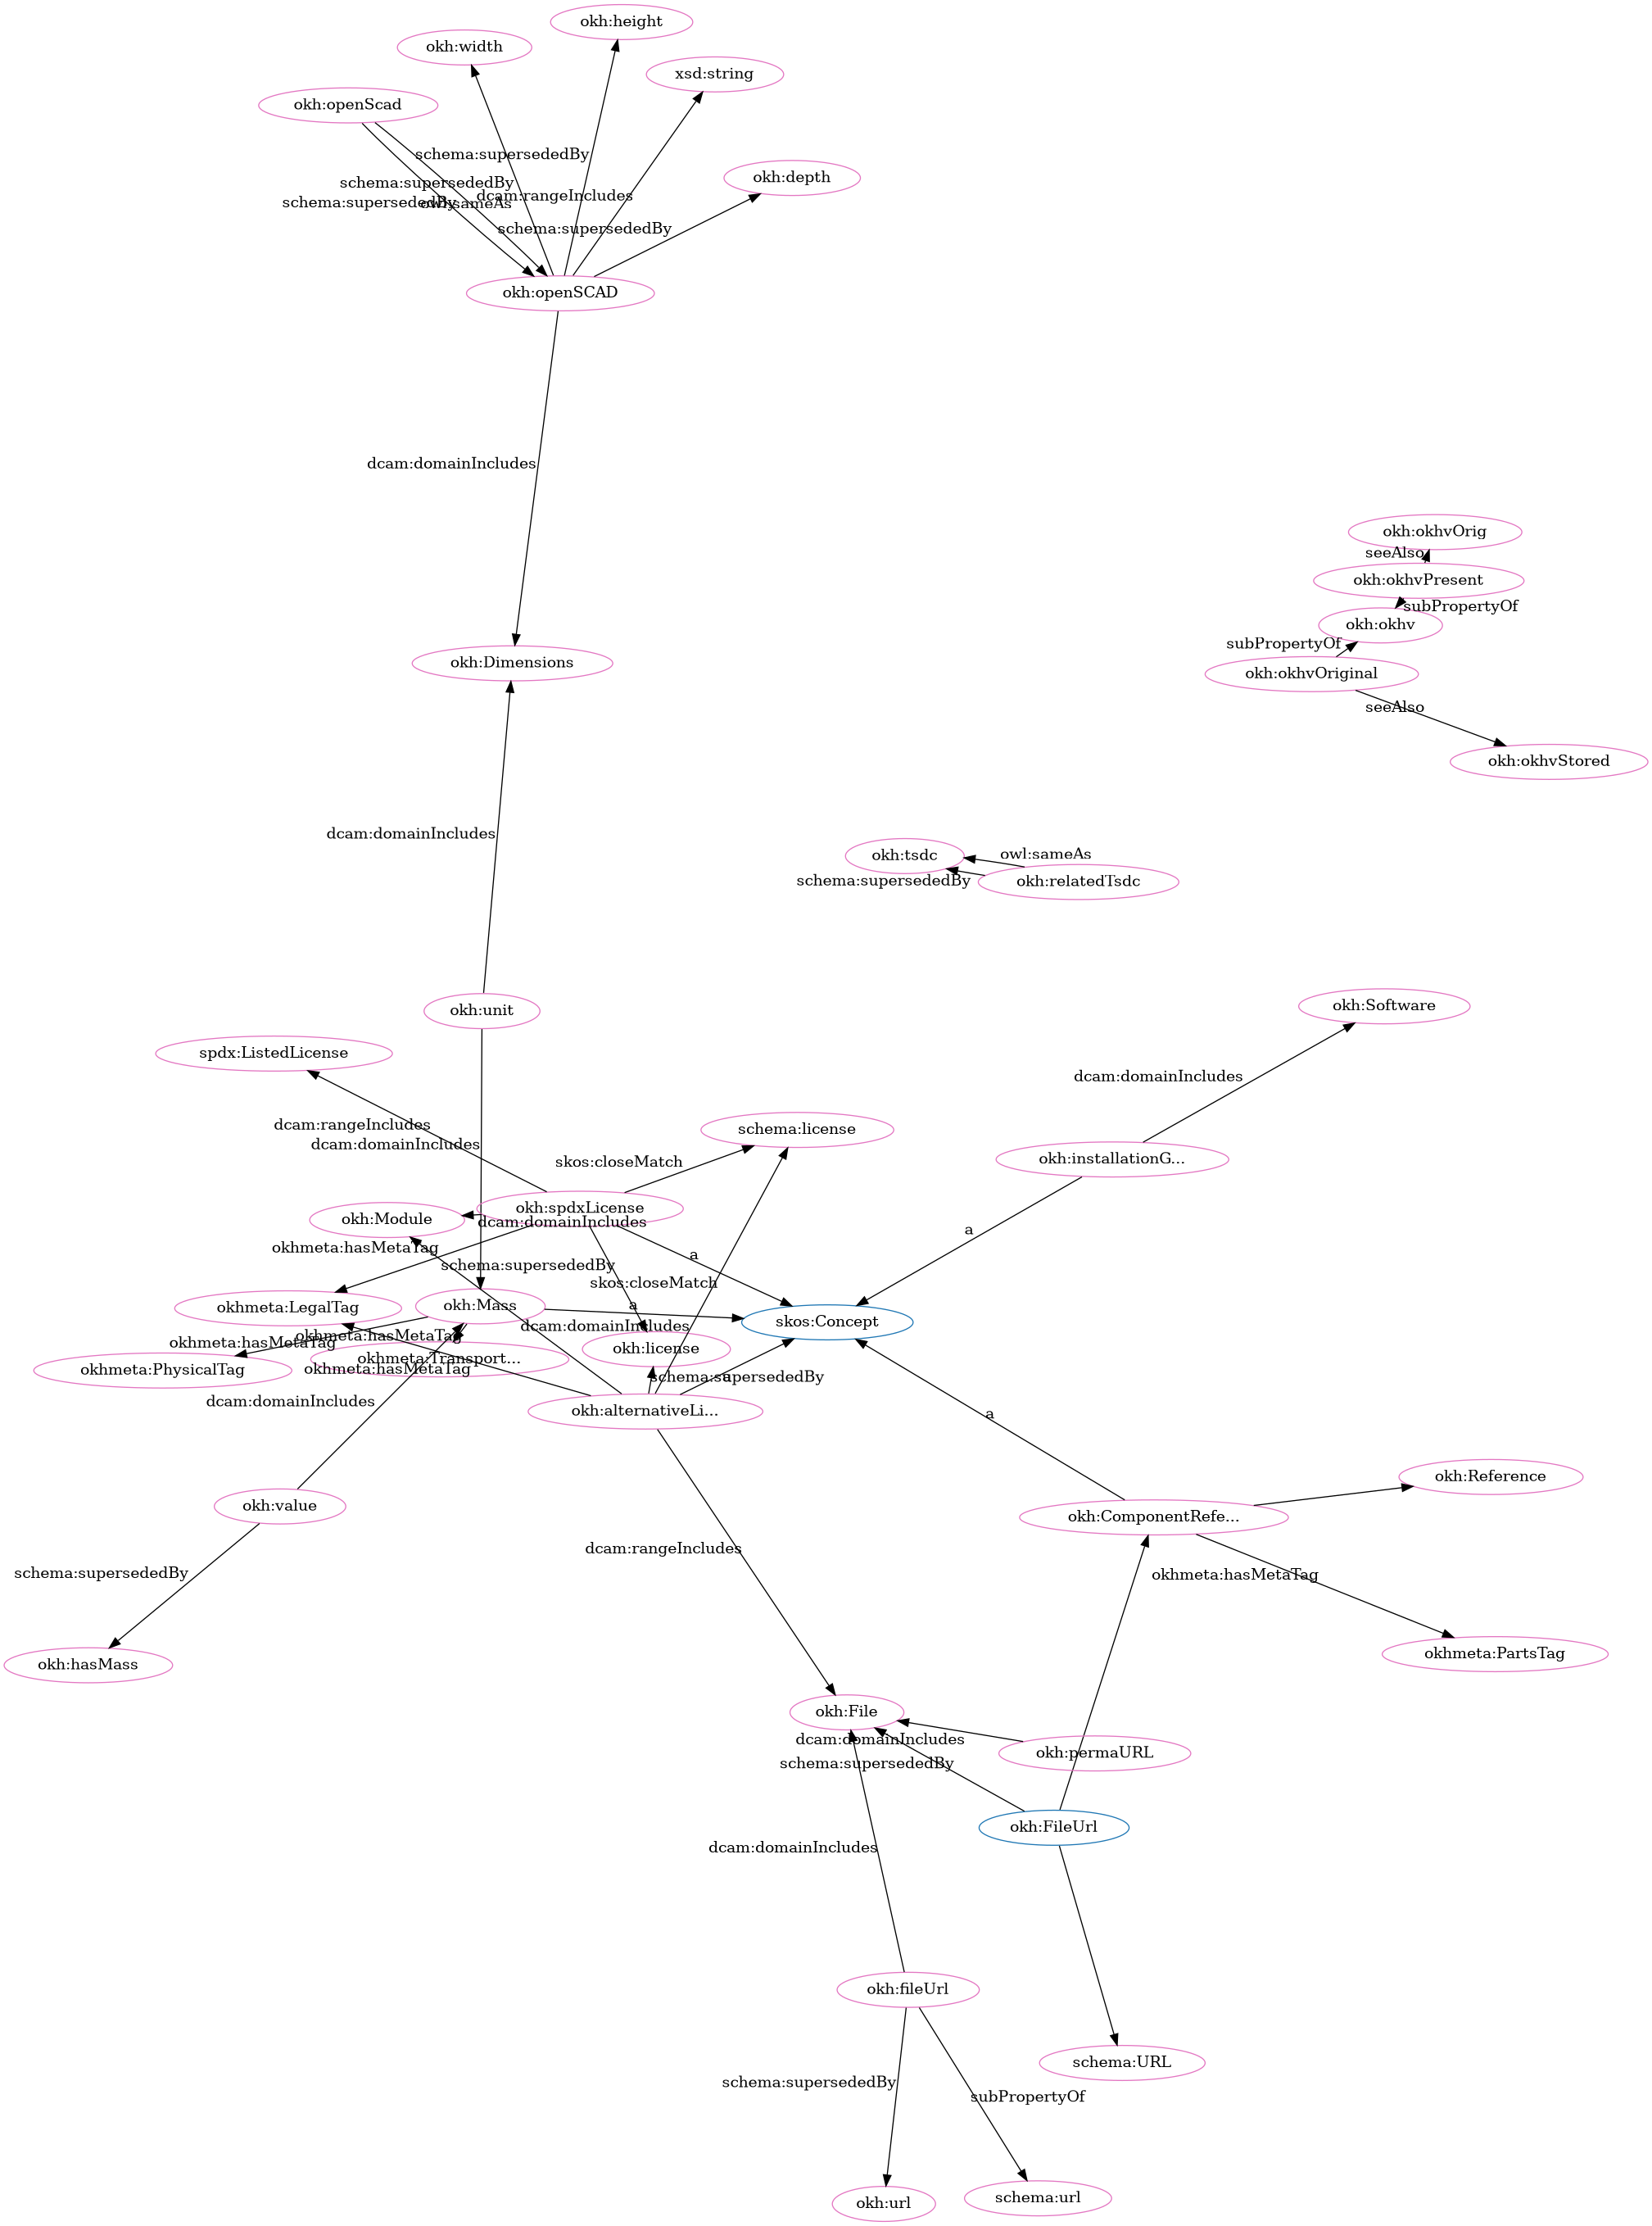 okh:height
okh:width
xsd:string
okh:openScad
schema:supersededBy
okh:depth
schema:supersededBy
dcam:rangeIncludes
schema:supersededBy
owl:sameAs
schema:supersededBy
okh:openSCAD
dcam:domainIncludes
okh:okhvOrig
seeAlso
okh:okhvPresent
subPropertyOf
okh:okhv
subPropertyOf
okh:okhvOriginal
okh:Dimensions
seeAlso
okh:okhvStored
dcam:domainIncludes
okh:tsdc
owl:sameAs
schema:supersededBy
okh:relatedTsdc
okh:unit
okh:Software
spdx:ListedLicense
dcam:domainIncludes
dcam:rangeIncludes
schema:license
dcam:domainIncludes
skos:closeMatch
okh:installationG...
okh:spdxLicense
okh:Module
dcam:domainIncludes
okhmeta:hasMetaTag
a
a
schema:supersededBy
skos:closeMatch
okhmeta:LegalTag
okh:Mass
a
skos:Concept
dcam:domainIncludes
okhmeta:hasMetaTag
okhmeta:hasMetaTag
okh:license
okhmeta:Transport...
okhmeta:PhysicalTag
okhmeta:hasMetaTag
schema:supersededBy
a
dcam:domainIncludes
okh:alternativeLi...
a
okh:Reference
okh:value
okh:ComponentRefe...
dcam:rangeIncludes
schema:supersededBy
okhmeta:hasMetaTag
okh:hasMass
okhmeta:PartsTag
okh:File
dcam:domainIncludes
okh:permaURL
schema:supersededBy
okh:FileUrl
dcam:domainIncludes
okh:fileUrl
schema:URL
schema:supersededBy
subPropertyOf
okh:url
schema:url